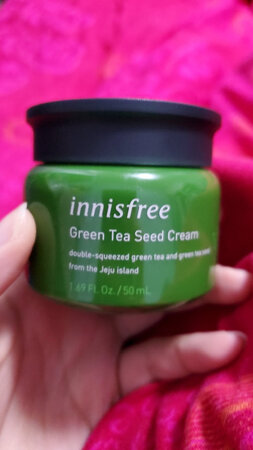 innisfree
Green Tea Seed Cream
double-squeezed green tea and green tea seed
from the Jeju island
1.69 Fl. Oz. / 50 mL